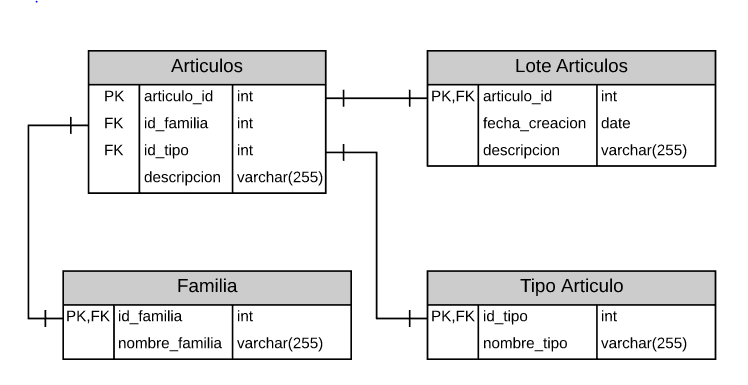 Articulos
PK articulo_id int
FK id_familia int
FK id_tipo int
descripcion varchar(255)
Lote Articulos
PK,FK articulo_id int
fecha_creacion date
descripcion varchar(255)
Familia
PK,FK id_familia int
nombre_familia varchar(255)
Tipo Articulo
PK,FK id_tipo int
nombre_tipo varchar(255)